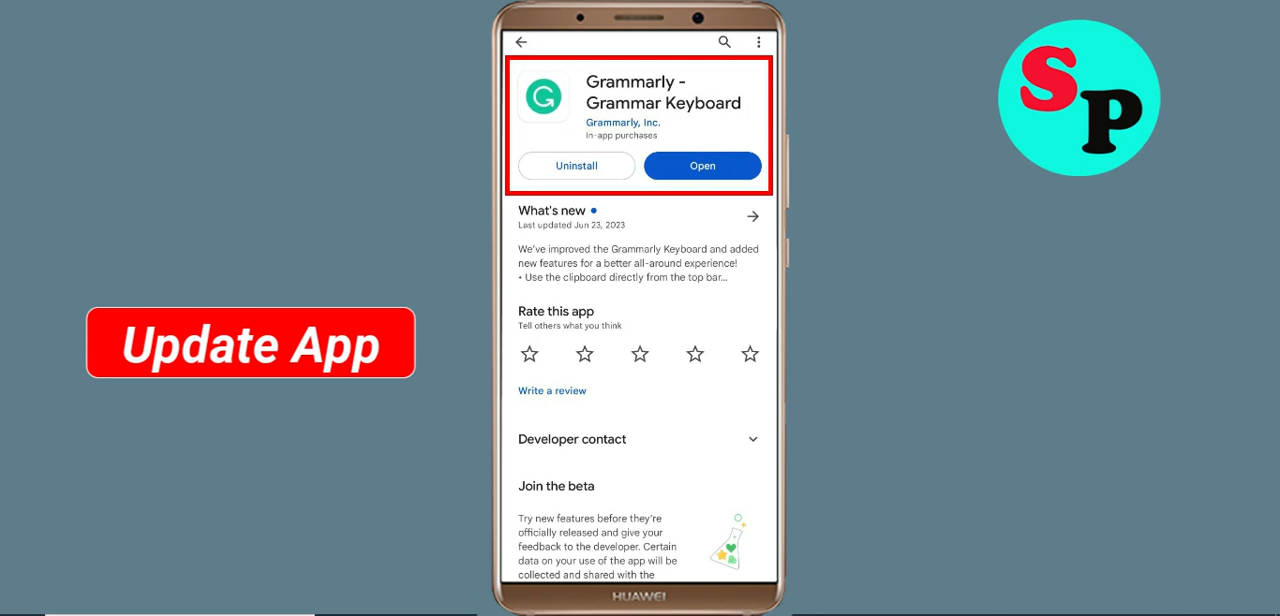 Grammarly -
Grammar Keyboard
Grammarly, Inc.
In-app purchases
Uninstall
Open
What's new
Last updated Jun 23, 2023
We've improved the Grammarly Keyboard and added
new features for a better all-around experience!
• Use the clipboard directly from the top bar...
Rate this app
Tell others what you think
Write a review
Developer contact
Join the beta
Try new features before they're
officially released and give your
feedback to the developer. Certain
data on your use of the app will be
collected and shared with the
HUAWEI
Update App
SP